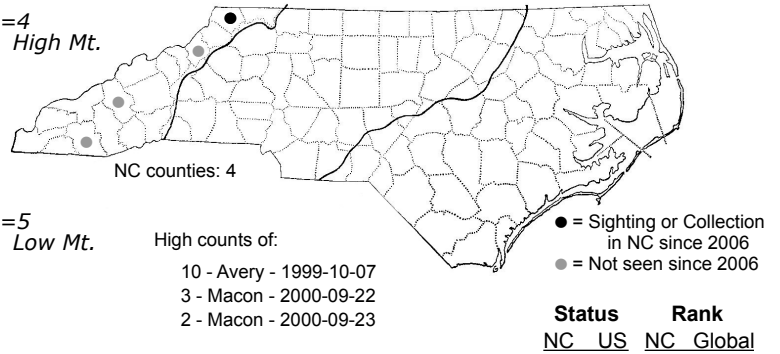 =4
High Mt.
NC counties: 4
=5
Low Mt.
High counts of:
10 - Avery - 1999-10-07
3 - Macon - 2000-09-22
2 - Macon - 2000-09-23
● = Sighting or Collection
in NC since 2006
● = Not seen since 2006
Status Rank
NC US NC Global